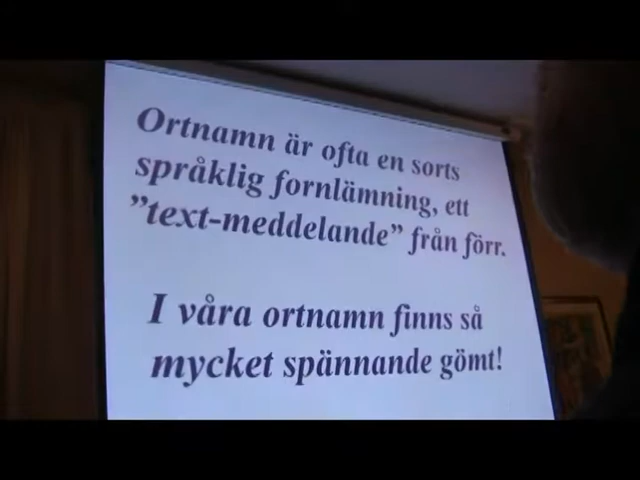 Ortnamn är ofta en sorts
språklig fornlämning, ett
”text-meddelande” från förr.
I våra ortnamn finns så
mycket spännande gömt!